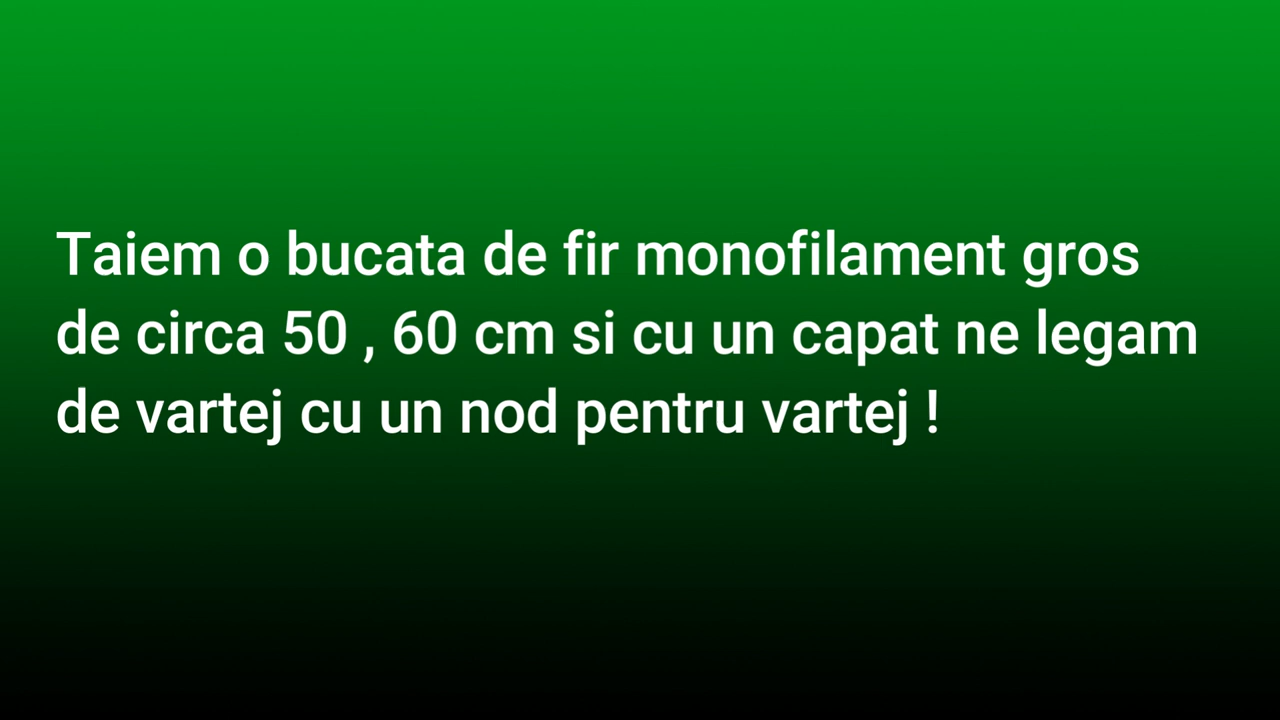 Taiem o bucata de fir monofilament gros
de circa 50 , 60 cm si cu un capat ne legam
de vartej cu un nod pentru vartej !